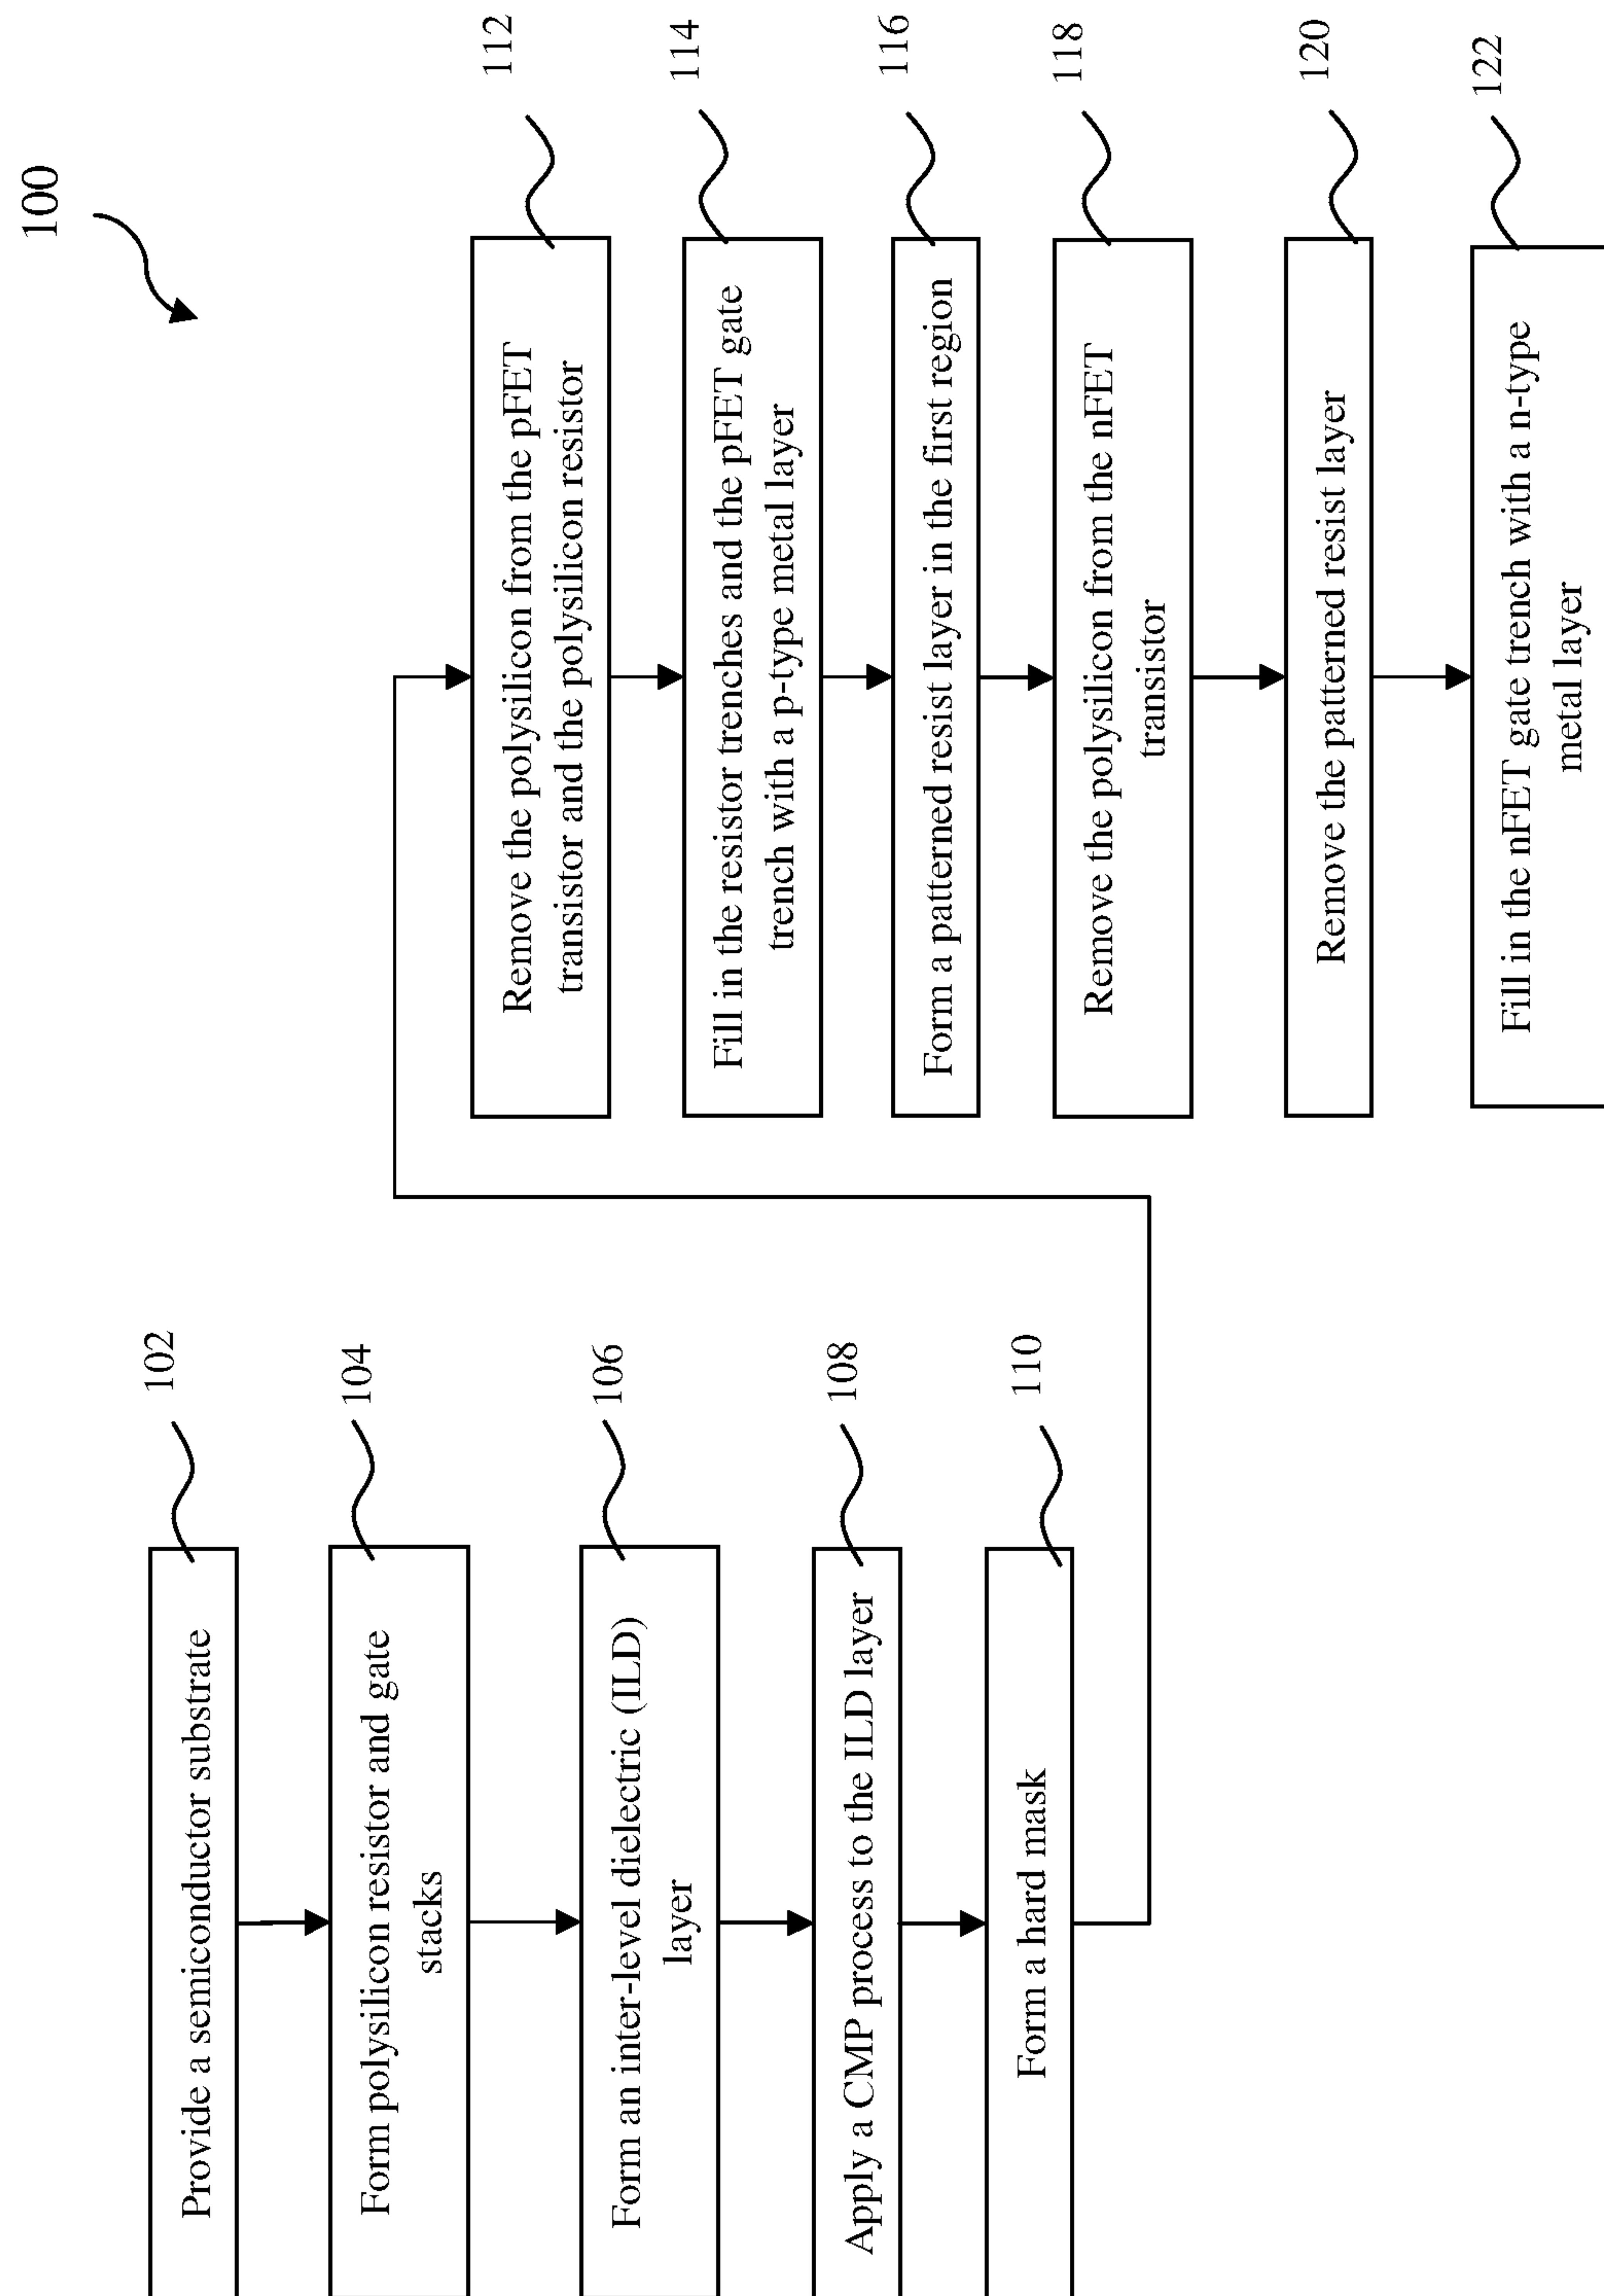 100
Provide a semiconductor substrate
102
Form polysilicon resistor and gate
stacks
104
Form an inter-level dielectric (ILD)
layer
106
Apply a CMP process to the ILD layer
108
Form a hard mask
110
Remove the polysilicon from the pFET
transistor and the polysilicon resistor
112
Fill in the resistor trenches and the pFET gate
trench with a p-type metal layer
114
Form a patterned resist layer in the first region
116
Remove the polysilicon from the nFET
transistor
118
Remove the patterned resist layer
120
Fill in the nFET gate trench with a n-type
metal layer
122